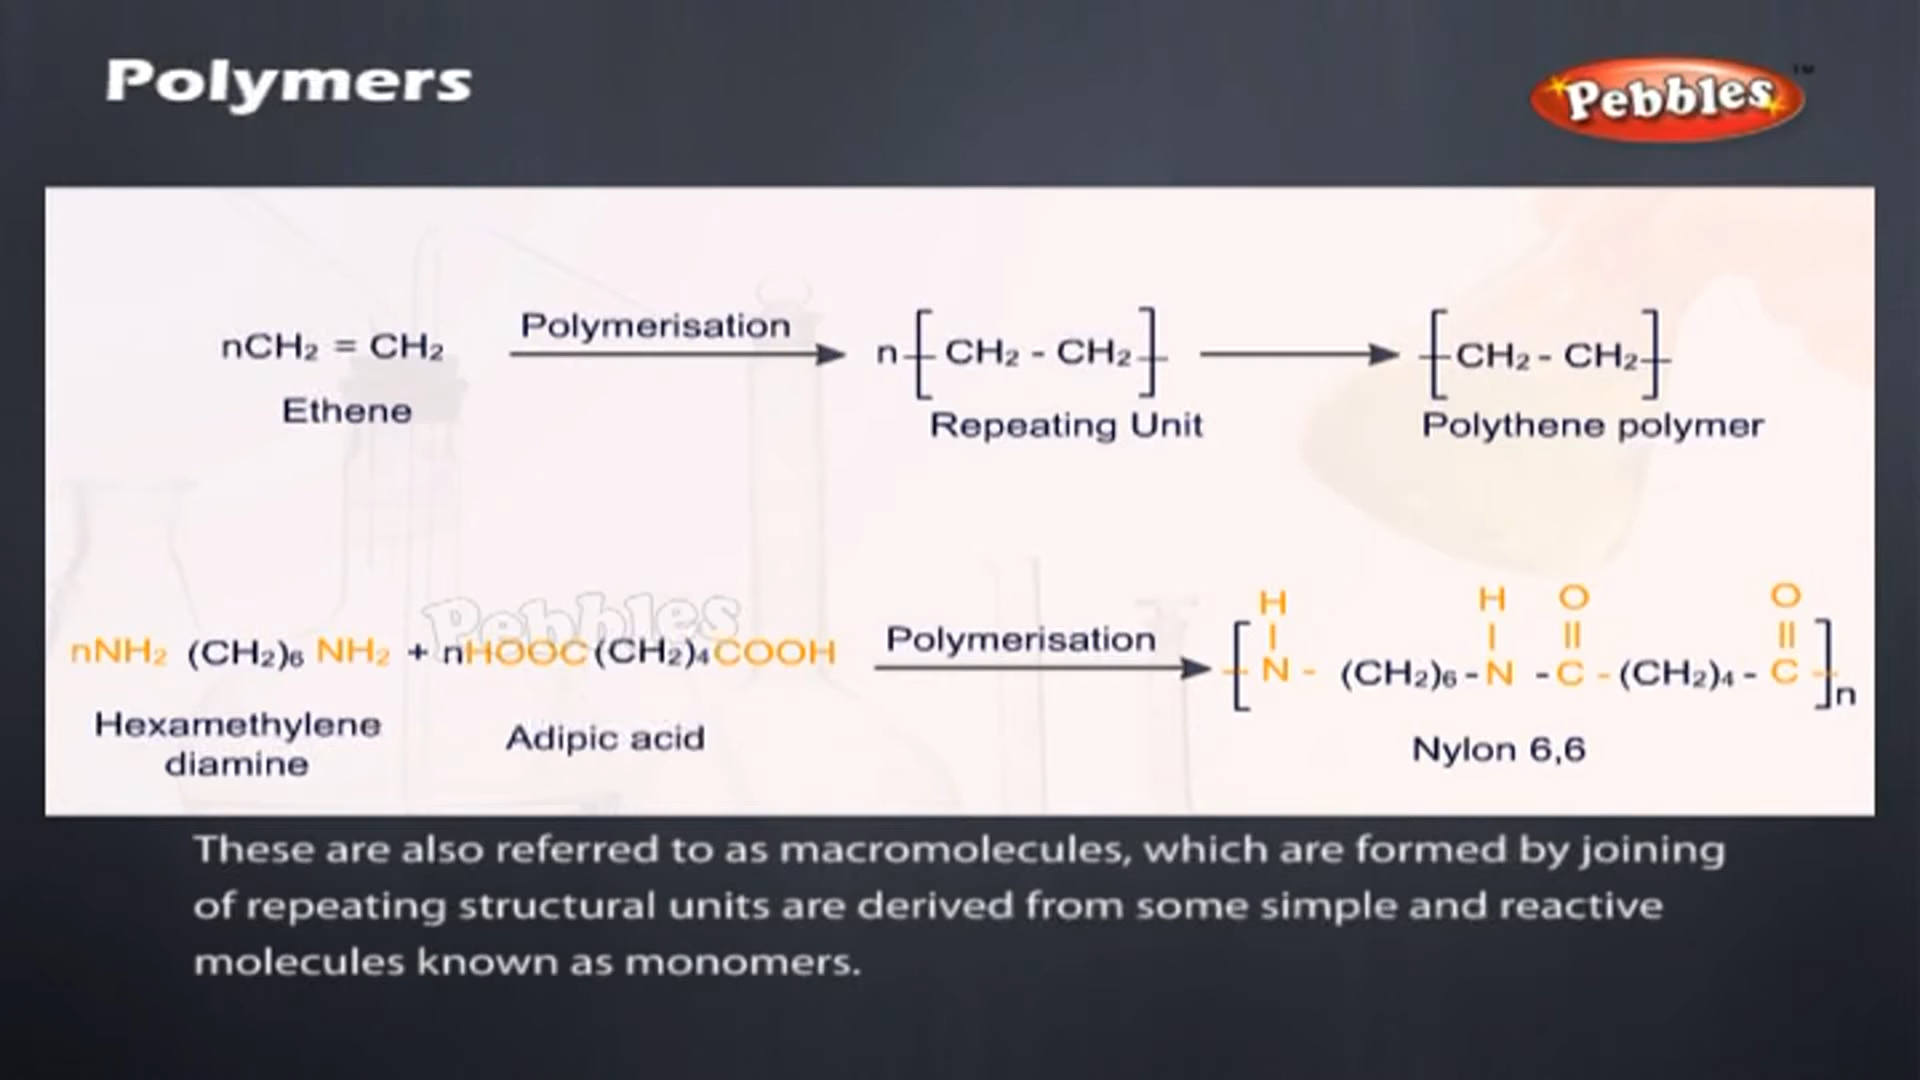 Polymers
Pebbles™
nCH₂ = CH₂
Polymerisation
n[CH₂ - CH₂]
[CH₂ - CH₂]
Ethene
Repeating Unit
Polythene polymer
Pebbles
nNH₂ (CH₂)₆ NH₂ + nHOOC(CH₂)₄COOH
Polymerisation
H H O O
| | || ||
[N - (CH₂)₆ - N - C - (CH₂)₄ - C]n
Hexamethylene
diamine
Adipic acid
Nylon 6,6
These are also referred to as macromolecules, which are formed by joining
of repeating structural units are derived from some simple and reactive
molecules known as monomers.